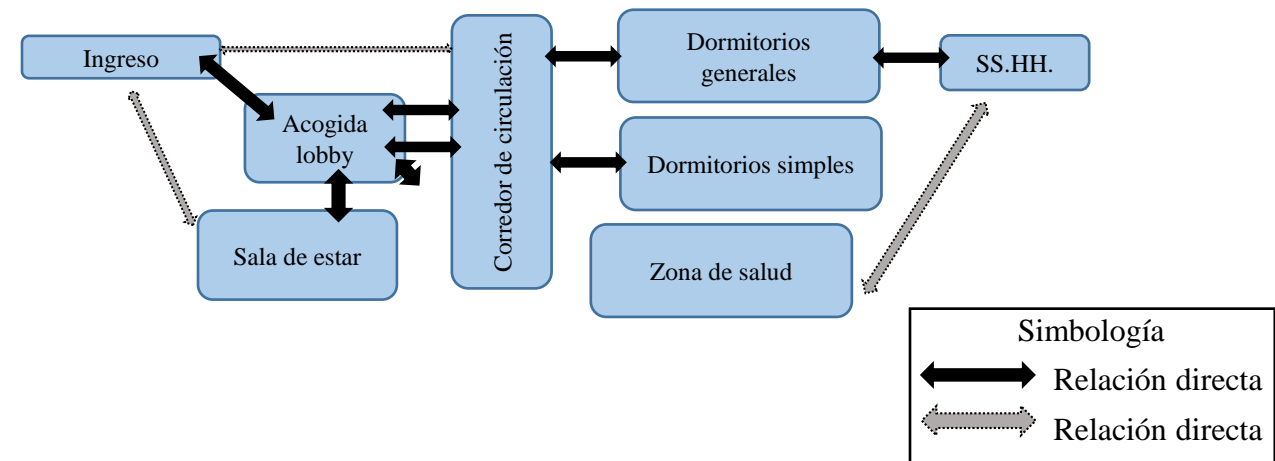 Ingreso
Acogida
lobby
Sala de estar
Corredor de circulación
Dormitorios
generales
SS.HH.
Dormitorios simples
Zona de salud
Simbología
Relación directa
Relación directa